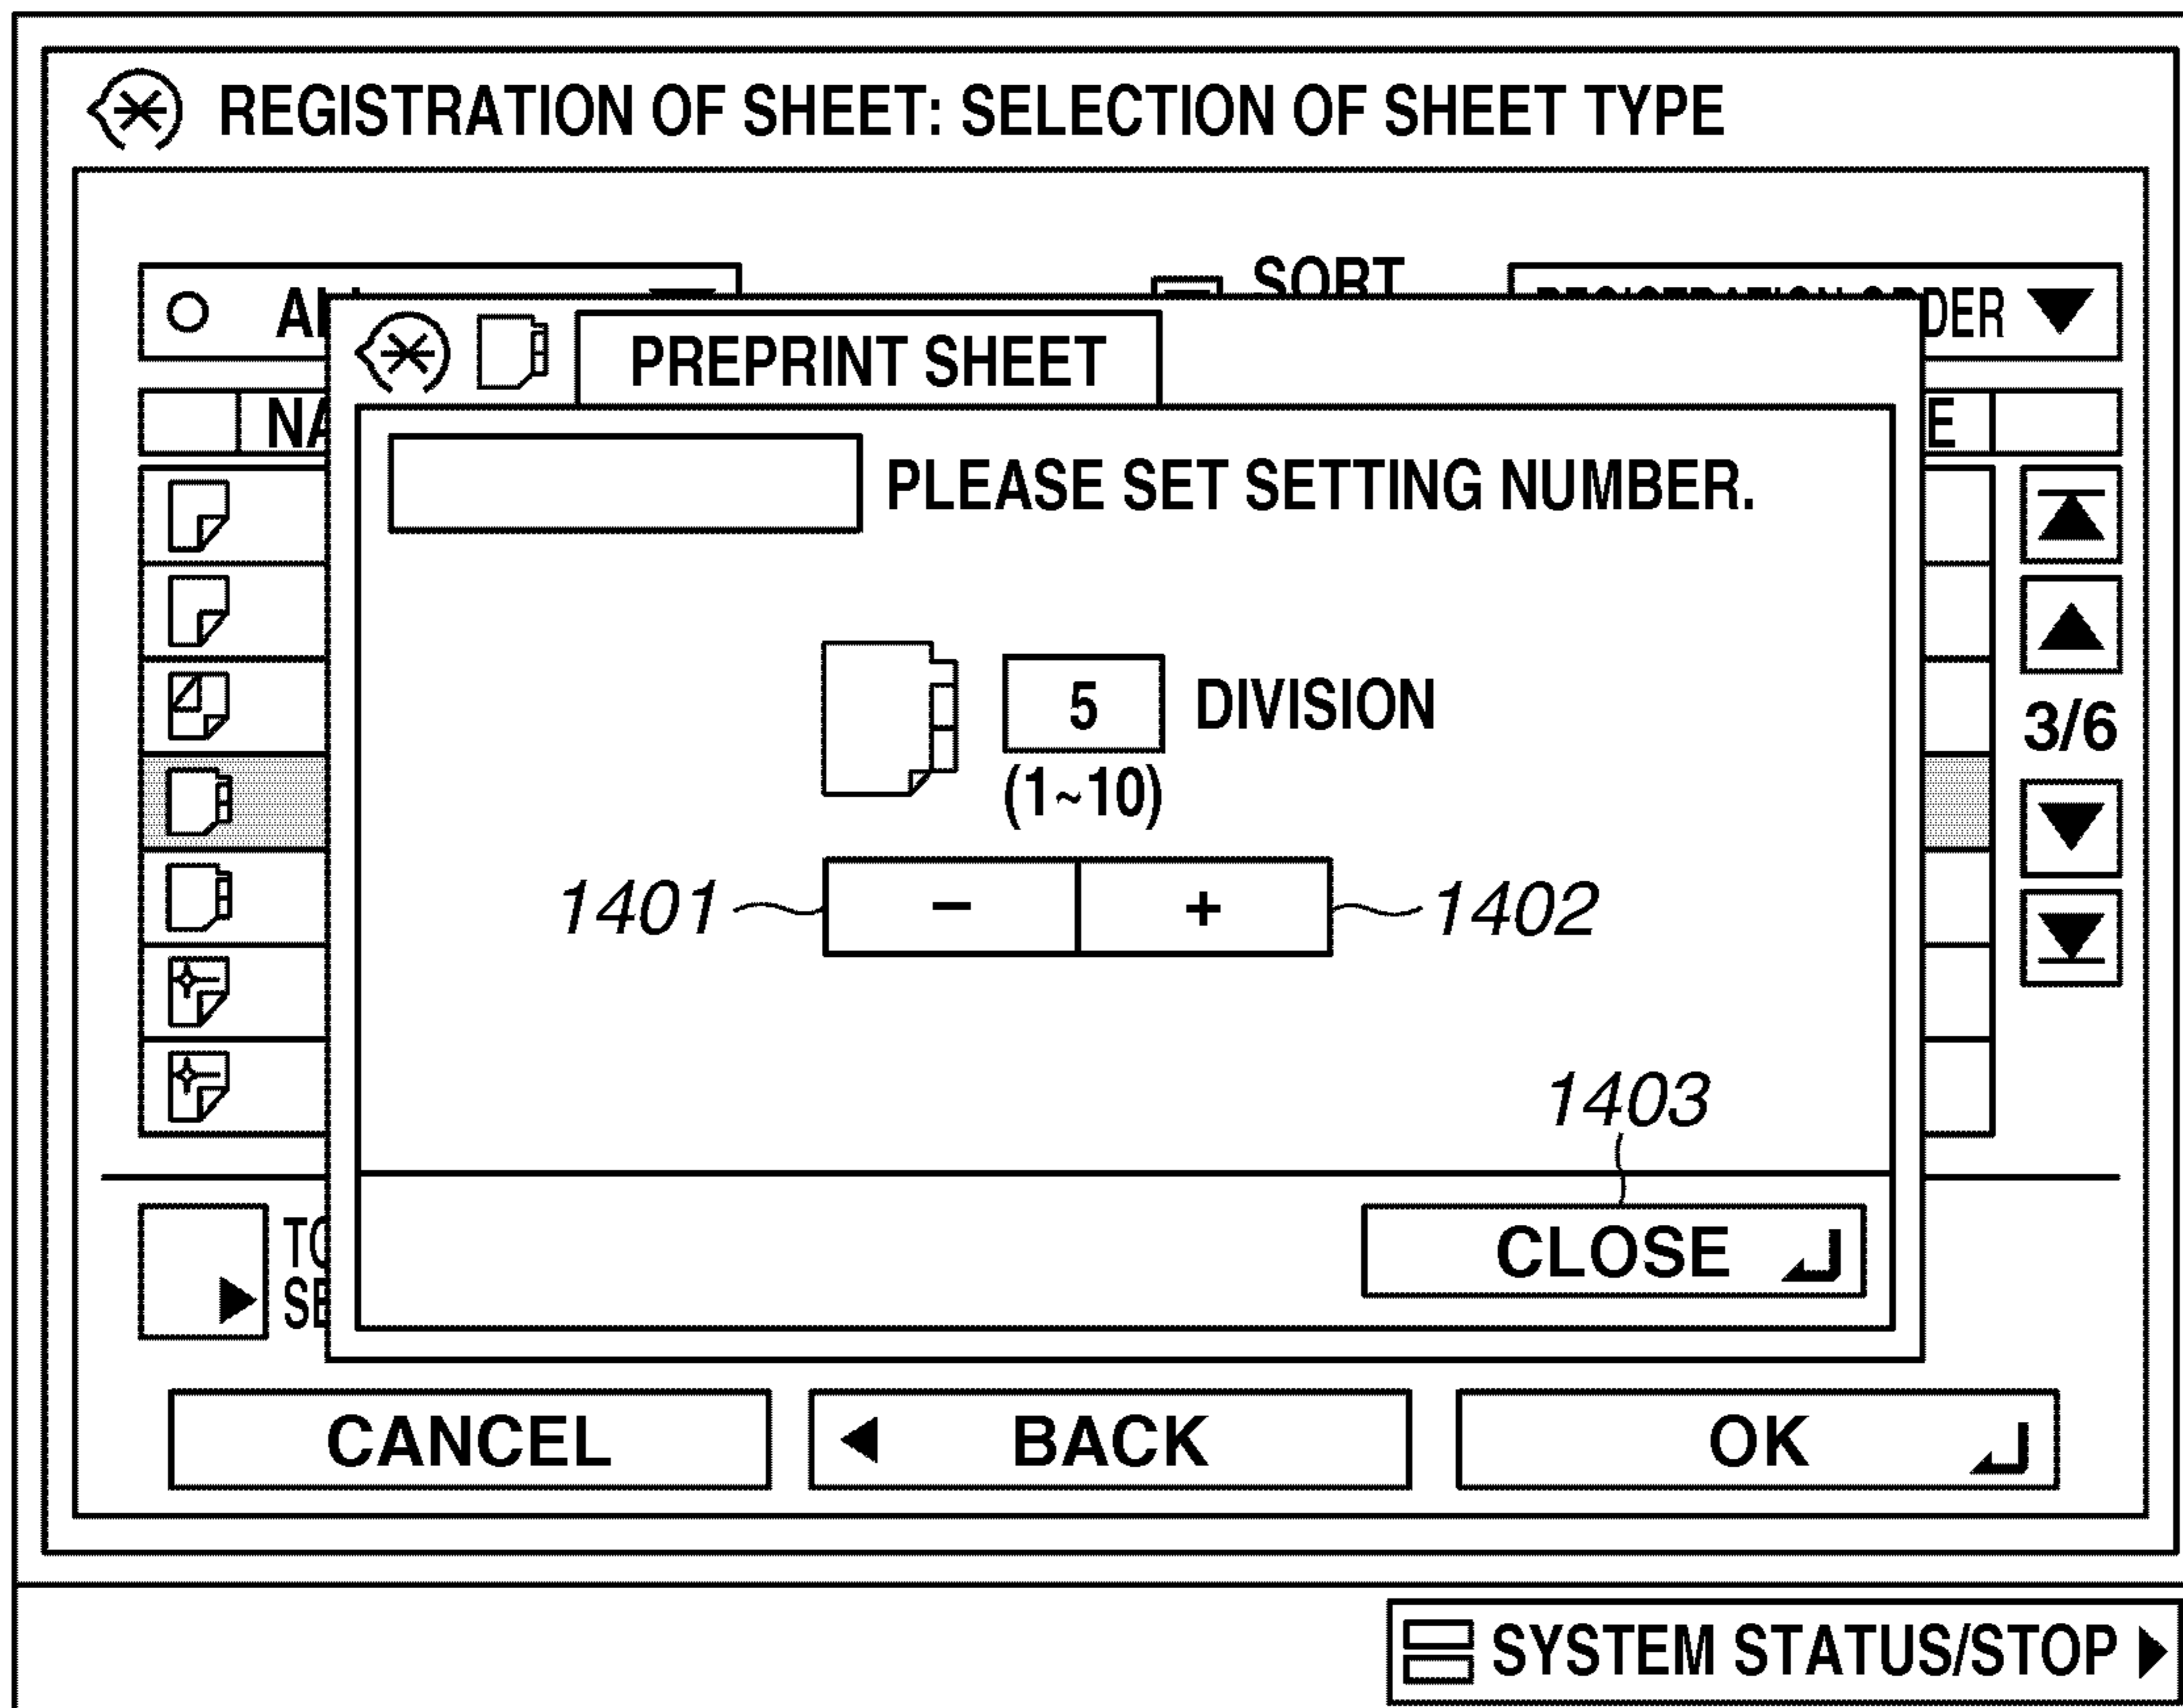 REGISTRATION OF SHEET: SELECTION OF SHEET TYPE
SORT
PREPRINT SHEET
PLEASE SET SETTING NUMBER.
5 DIVISION
(1~10)
3/6
1401 − + 1402
1403
CLOSE
CANCEL BACK OK
SYSTEM STATUS/STOP